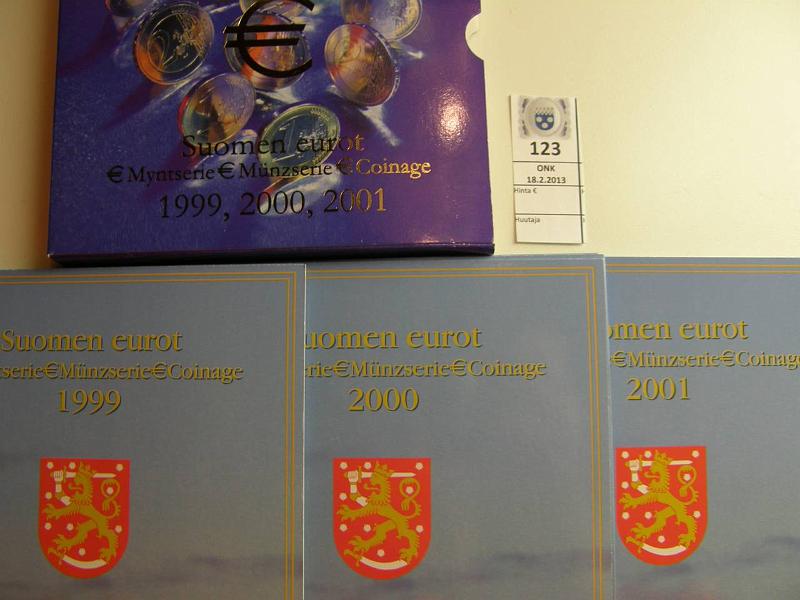 €
Suomen eurot
€Myntserie€Münzserie€Coinage
1999, 2000, 2001
123
ONK
18.2.2013
Hinta €
Huutaja
Suomen eurot
serie€Münzserie€Coinage
1999
uomen eurot
rie€Münzserie€Coinage
2000
omen eurot
€Münzserie€Coinage
2001